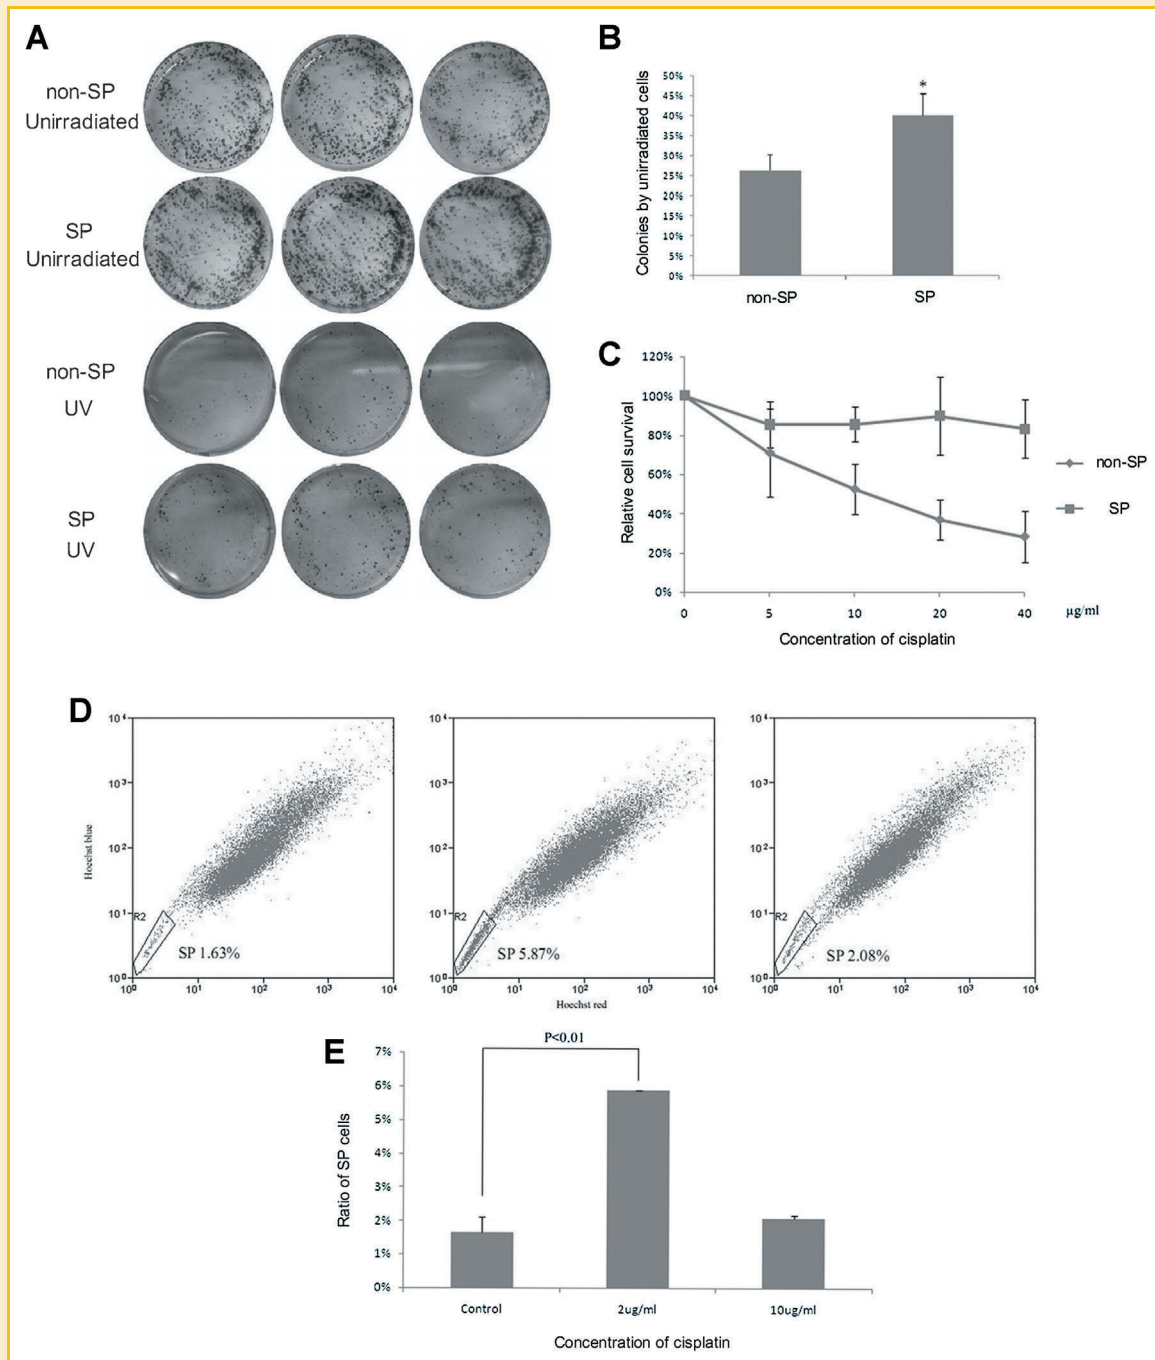 A
non-SP
Unirradiated
SP
Unirradiated
non-SP
UV
SP
UV
B
Colonies by unirradiated cells
50%
45%
40%
35%
30%
25%
20%
15%
10%
5%
0%
*
non-SP
SP
C
Relative cell survival
120%
100%
80%
60%
40%
20%
0%
0 5 10 20 40 µg/ml
Concentration of cisplatin
non-SP
SP
D
Hoechst blue
10⁴
10³
10²
10¹
10⁰
R2
SP 1.63%
10⁰ 10¹ 10² 10³ 10⁴
10⁴
10³
10²
10¹
10⁰
R2
SP 5.87%
10⁰ 10¹ 10² 10³ 10⁴
Hoechst red
10⁴
10³
10²
10¹
10⁰
R2
SP 2.08%
10⁰ 10¹ 10² 10³ 10⁴
E
P<0.01
Ratio of SP cells
7%
6%
5%
4%
3%
2%
1%
0%
Control 2ug/ml 10ug/ml
Concentration of cisplatin